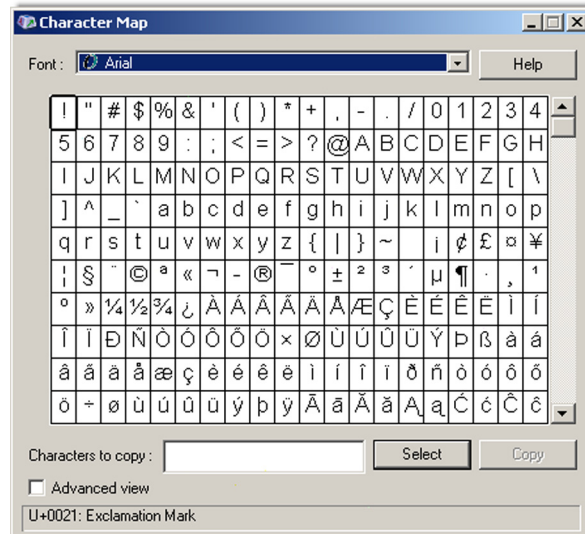 Character Map
Font : Arial Help
! " # $ % & ' ( ) * + , - . / 0 1 2 3 4
5 6 7 8 9 : ; < = > ? @ A B C D E F G H
I J K L M N O P Q R S T U V W X Y Z [ \
] ^ _ ` a b c d e f g h i j k l m n o p
q r s t u v w x y z { | } ~ ¡ ¢ £ ¤ ¥
¦ § ¨ © ª « ¬ - ® ¯ ° ± ² ³ ´ µ ¶ · ¸ ¹
º » ¼ ½ ¾ ¿ À Á Â Ã Ä Å Æ Ç È É Ê Ë Ì Í
Î Ï Ð Ñ Ò Ó Ô Õ Ö × Ø Ù Ú Û Ü Ý Þ ß à á
â ã ä å æ ç è é ê ë ì í î ï ð ñ ò ó ô õ
ö ÷ ø ù ú û ü ý þ ÿ Ā ā Ă ă Ą ą Ć ć Ĉ ĉ
Characters to copy : Select Copy
Advanced view
U+0021: Exclamation Mark